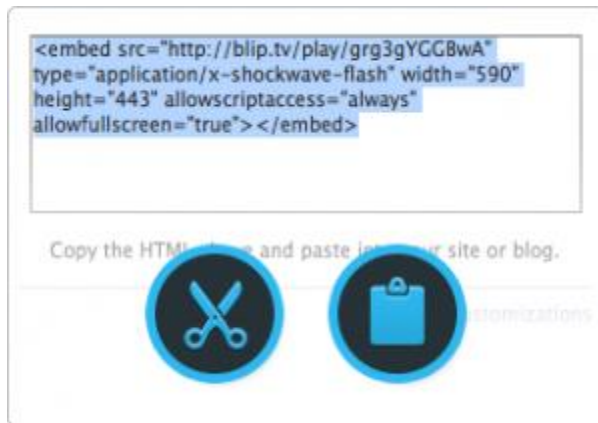 <embed src="http://blip.tv/play/grg3gYGGBwA"
type="application/x-shockwave-flash" width="590"
height="443" allowscriptaccess="always"
allowfullscreen="true"></embed>
Copy the HTML and paste your site or blog.